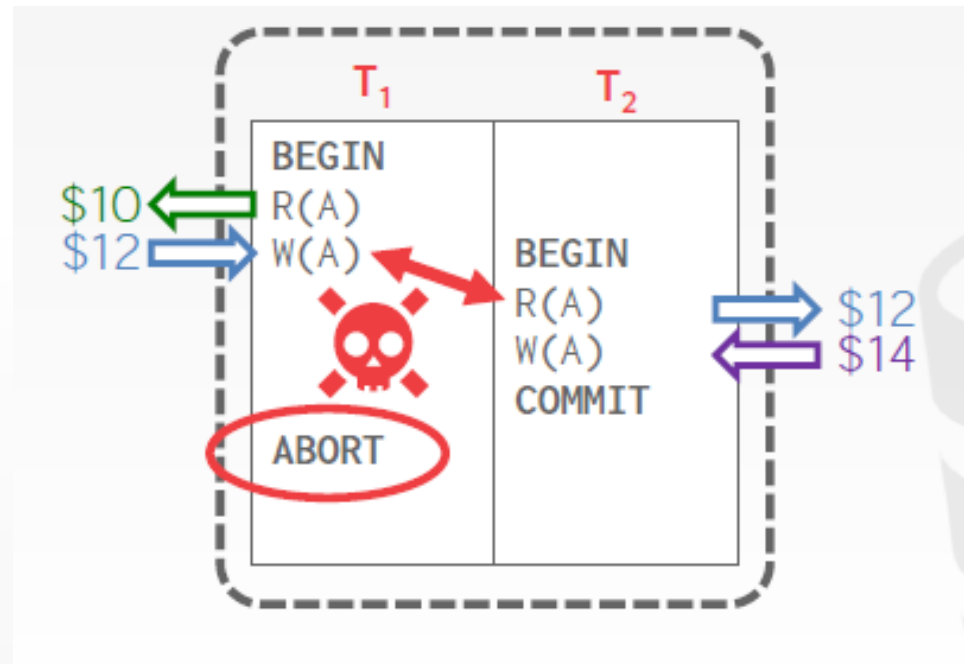 T₁ T₂
BEGIN
$10 R(A)
$12 W(A) BEGIN
R(A) $12
W(A) $14
COMMIT
ABORT